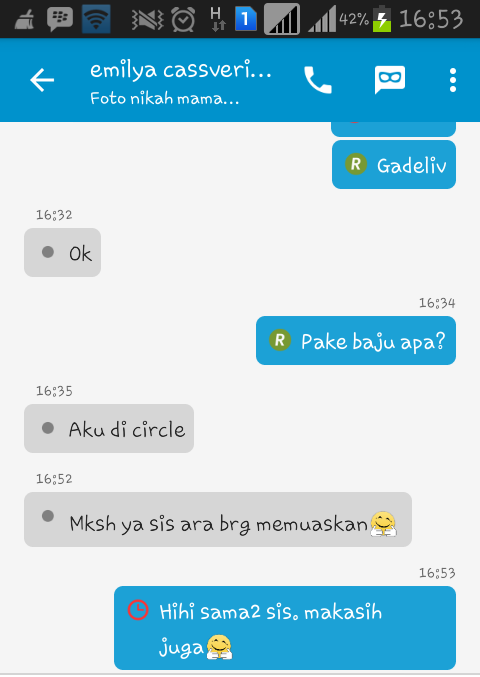 H 1 42% 16:53
emilya cassveri...
Foto nikah mama...
R Gadeliv
16:32
Ok
16:34
R Pake baju apa?
16:35
Aku di circle
16:52
Mksh ya sis ara brg memuaskan🤗
16:53
Hihi sama2 sis. makasih
juga🤗